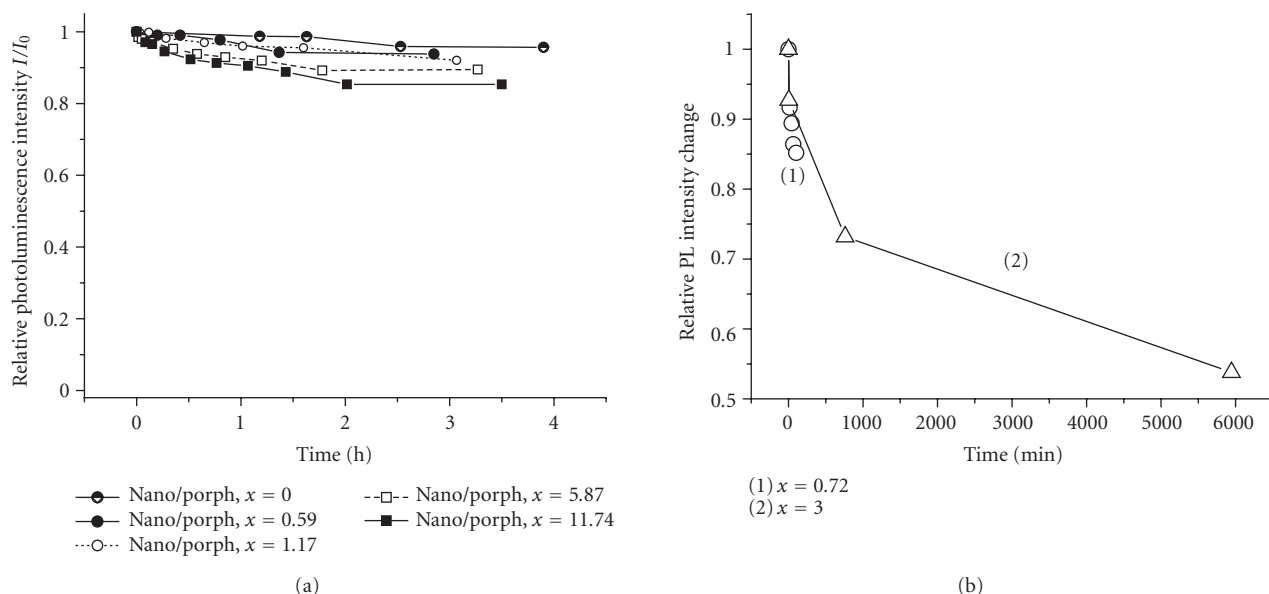 Relative photoluminescence intensity I/I0
1
0.8
0.6
0.4
0.2
0
0 1 2 3 4
Time (h)
Nano/porph, x = 0
Nano/porph, x = 0.59
Nano/porph, x = 1.17
Nano/porph, x = 5.87
Nano/porph, x = 11.74
(a)
Relative PL intensity change
1
0.9
0.8
0.7
0.6
0.5
(1)
(2)
0 1000 2000 3000 4000 5000 6000
Time (min)
(1) x = 0.72
(2) x = 3
(b)